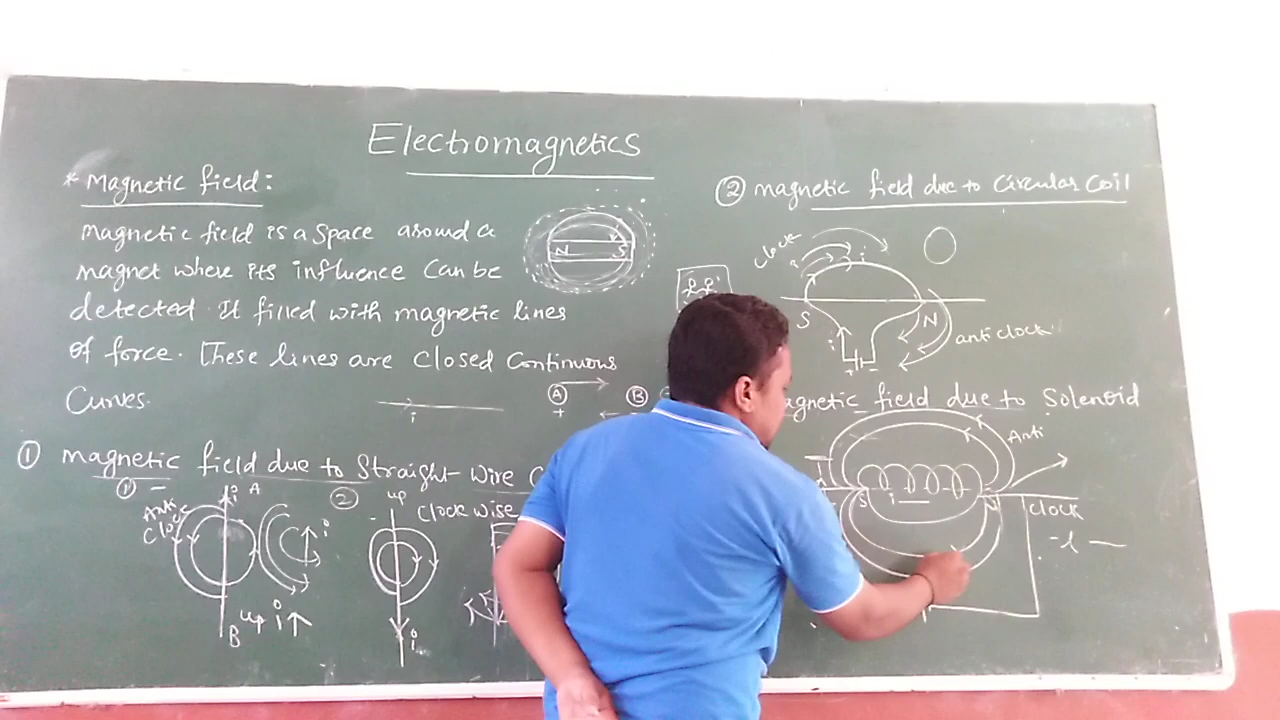 Electromagnetics
* Magnetic field:
Magnetic field is a Space around a
magnet where its influence can be
detected. It filled with magnetic lines
of force. These lines are closed continuous
Curves.
N S
i
A
+
B
① magnetic field due to Straight-wire C
① -
Anti
clock
i A
i
B
up i
②
up
clock wise
i
② magnetic field due to Circular Coil
clock
i
S N
i
anti clock
agnetic field due to Solenoid
Anti
S i N
clock
- l -